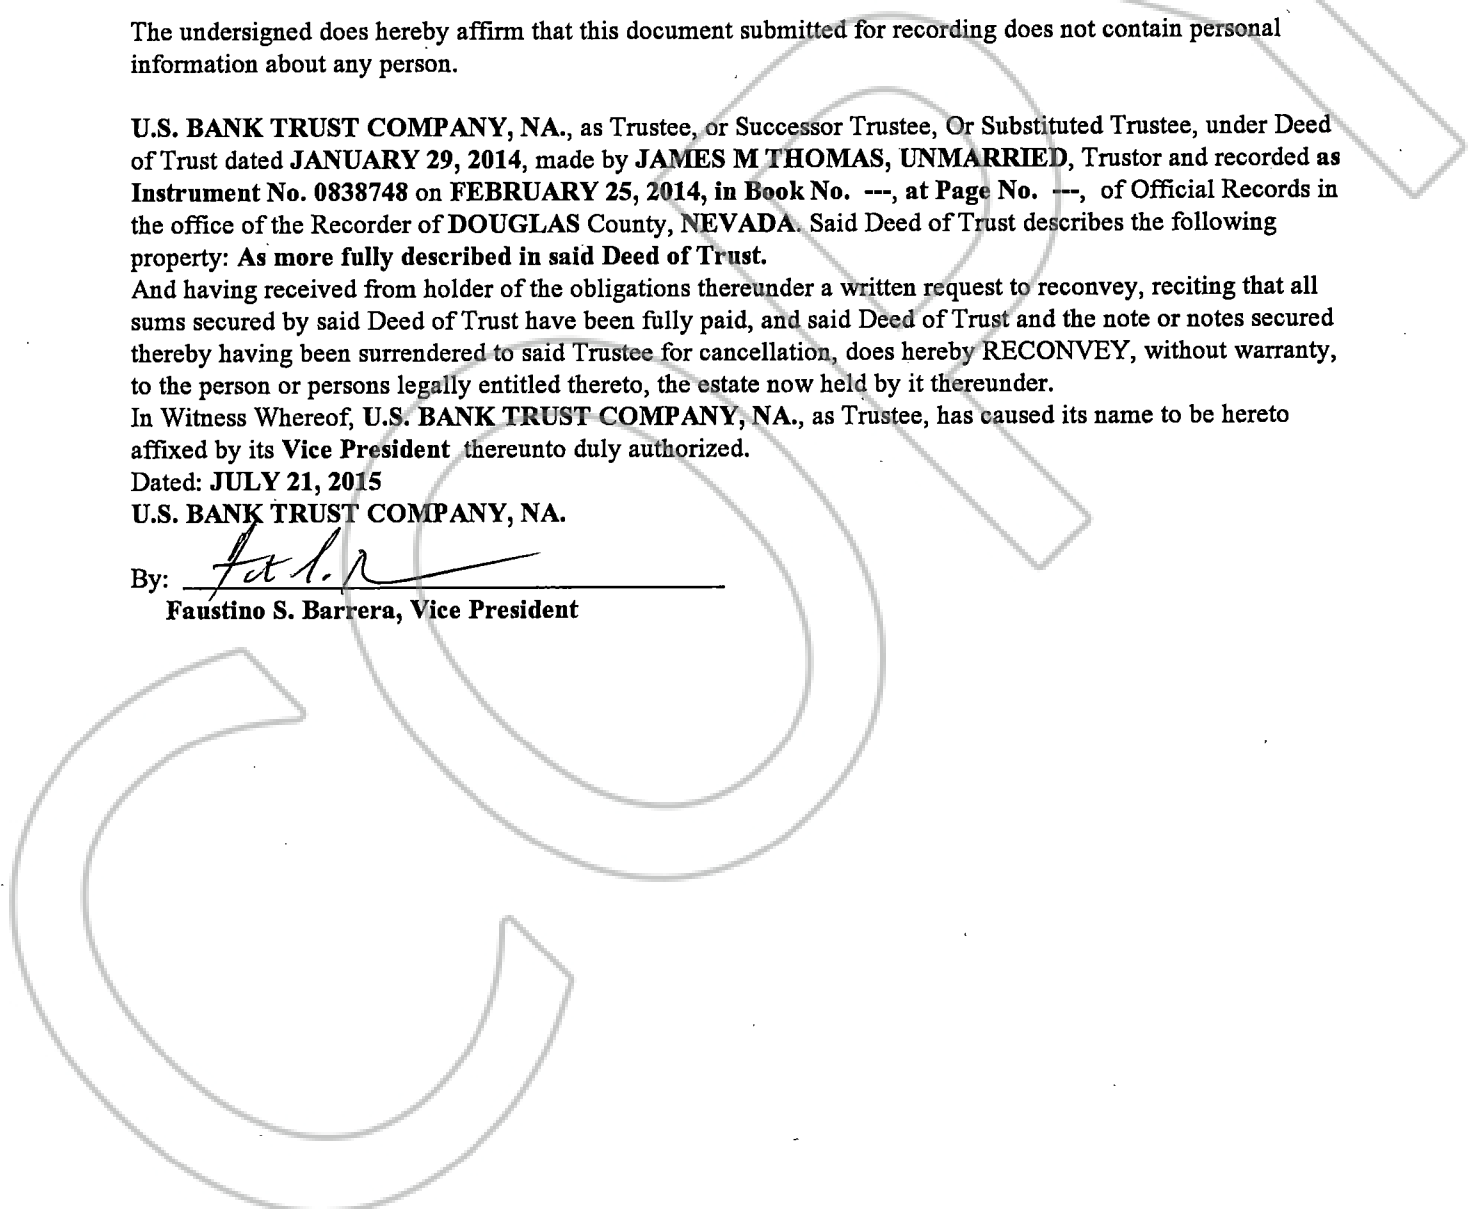 The undersigned does hereby affirm that this document submitted for recording does not contain personal
information about any person.
U.S. BANK TRUST COMPANY, NA., as Trustee, or Successor Trustee, Or Substituted Trustee, under Deed
of Trust dated JANUARY 29, 2014, made by JAMES M THOMAS, UNMARRIED, Trustor and recorded as
Instrument No. 0838748 on FEBRUARY 25, 2014, in Book No. ---, at Page No. ---, of Official Records in
the office of the Recorder of DOUGLAS County, NEVADA. Said Deed of Trust describes the following
property: As more fully described in said Deed of Trust.
And having received from holder of the obligations thereunder a written request to reconvey, reciting that all
sums secured by said Deed of Trust have been fully paid, and said Deed of Trust and the note or notes secured
thereby having been surrendered to said Trustee for cancellation, does hereby RECONVEY, without warranty,
to the person or persons legally entitled thereto, the estate now held by it thereunder.
In Witness Whereof, U.S. BANK TRUST COMPANY, NA., as Trustee, has caused its name to be hereto
affixed by its Vice President thereunto duly authorized.
Dated: JULY 21, 2015
U.S. BANK TRUST COMPANY, NA.
By:
Faustino S. Barrera, Vice President
COPY